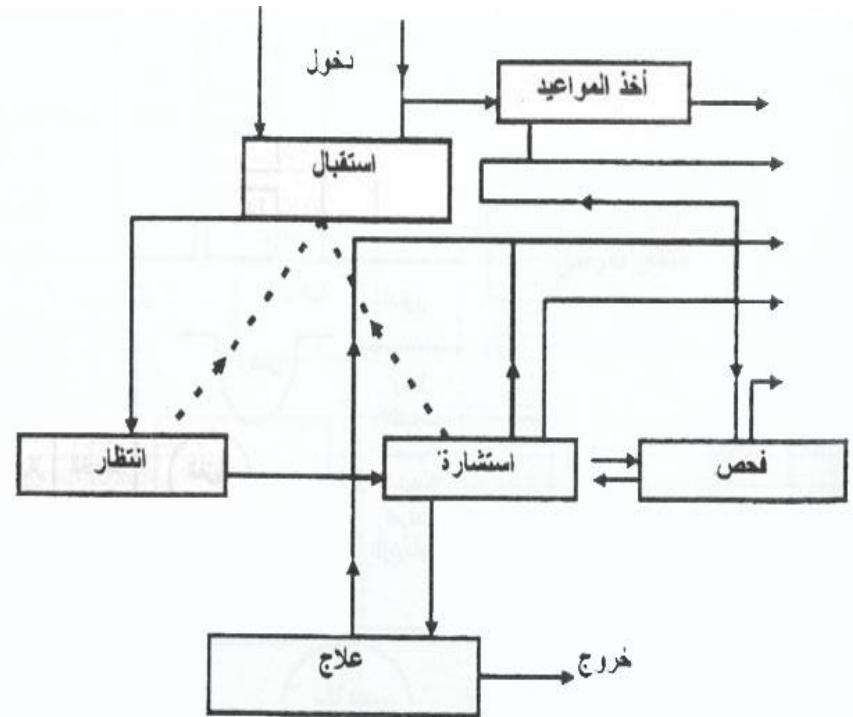 دخول
أخذ المواعيد
استقبال
انتظار
استشارة
فحص
علاج
خروج